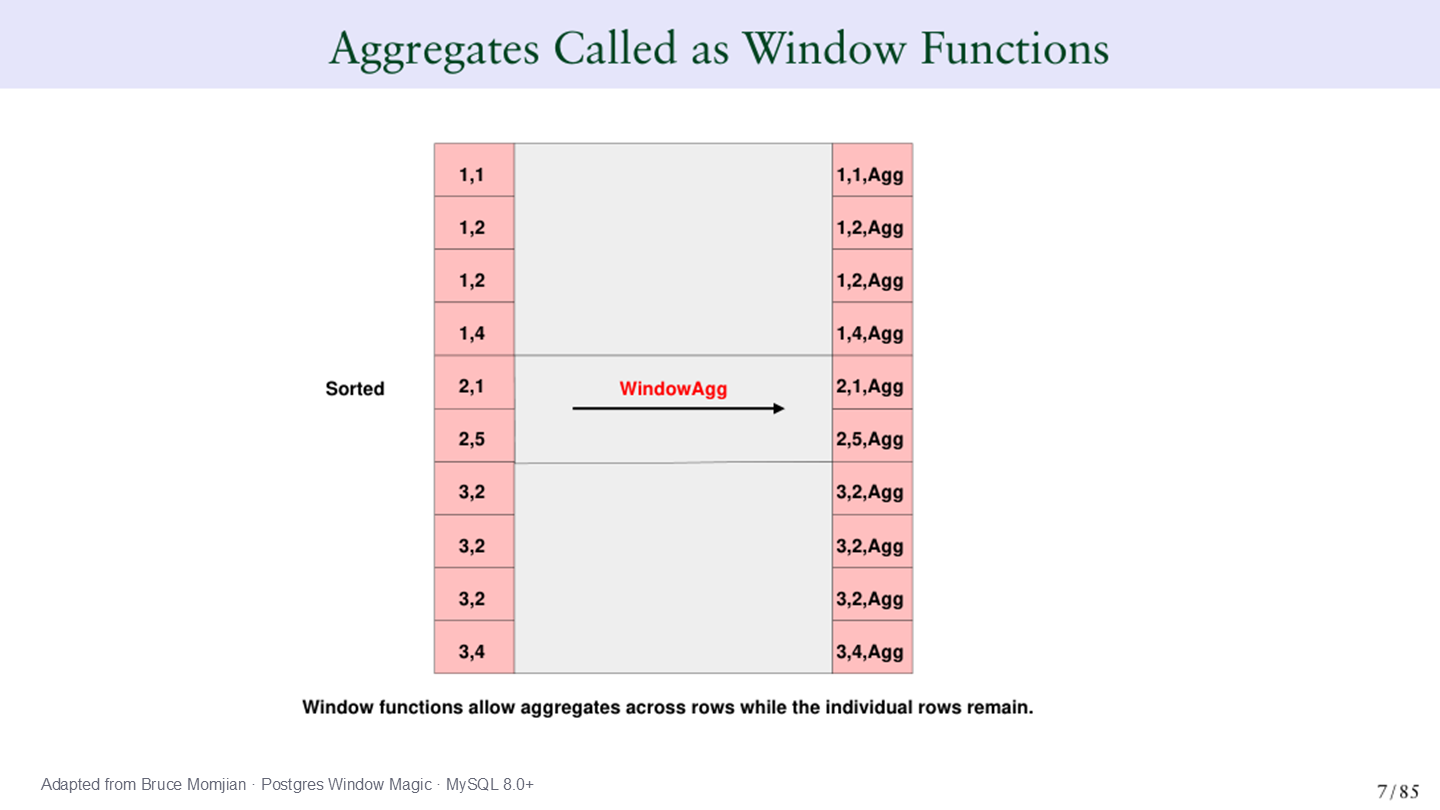 Aggregates Called as Window Functions
1,1
1,1,Agg
1,2
1,2,Agg
1,2
1,2,Agg
1,4
1,4,Agg
Sorted
2,1
WindowAgg
2,1,Agg
2,5
2,5,Agg
3,2
3,2,Agg
3,2
3,2,Agg
3,2
3,2,Agg
3,4
3,4,Agg
Window functions allow aggregates across rows while the individual rows remain.
Adapted from Bruce Momjian · Postgres Window Magic · MySQL 8.0+
7 / 85